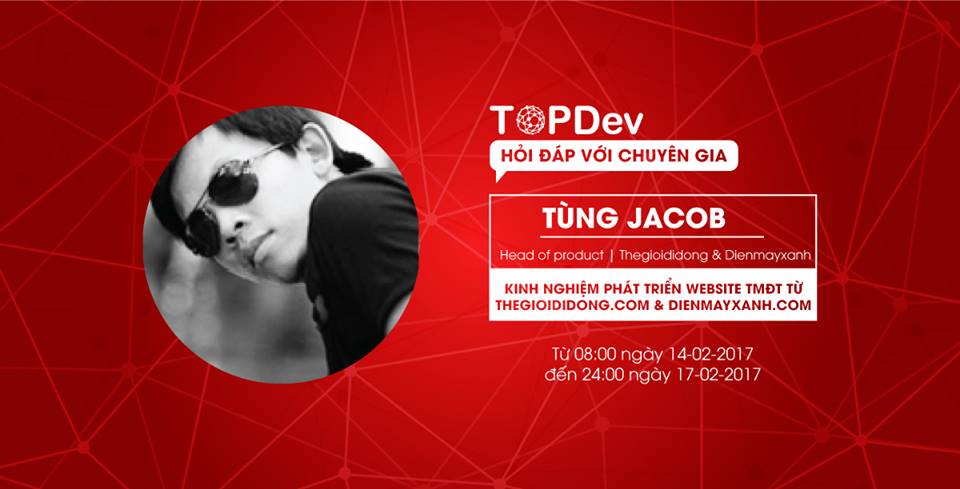 TOPDev
HỎI ĐÁP VỚI CHUYÊN GIA
TÙNG JACOB
Head of product | Thegioididong & Dienmayxanh
KINH NGHIỆM PHÁT TRIỂN WEBSITE TMĐT TỪ
THEGIOIDIDONG.COM & DIENMAYXANH.COM
Từ 08:00 ngày 14-02-2017
đến 24:00 ngày 17-02-2017